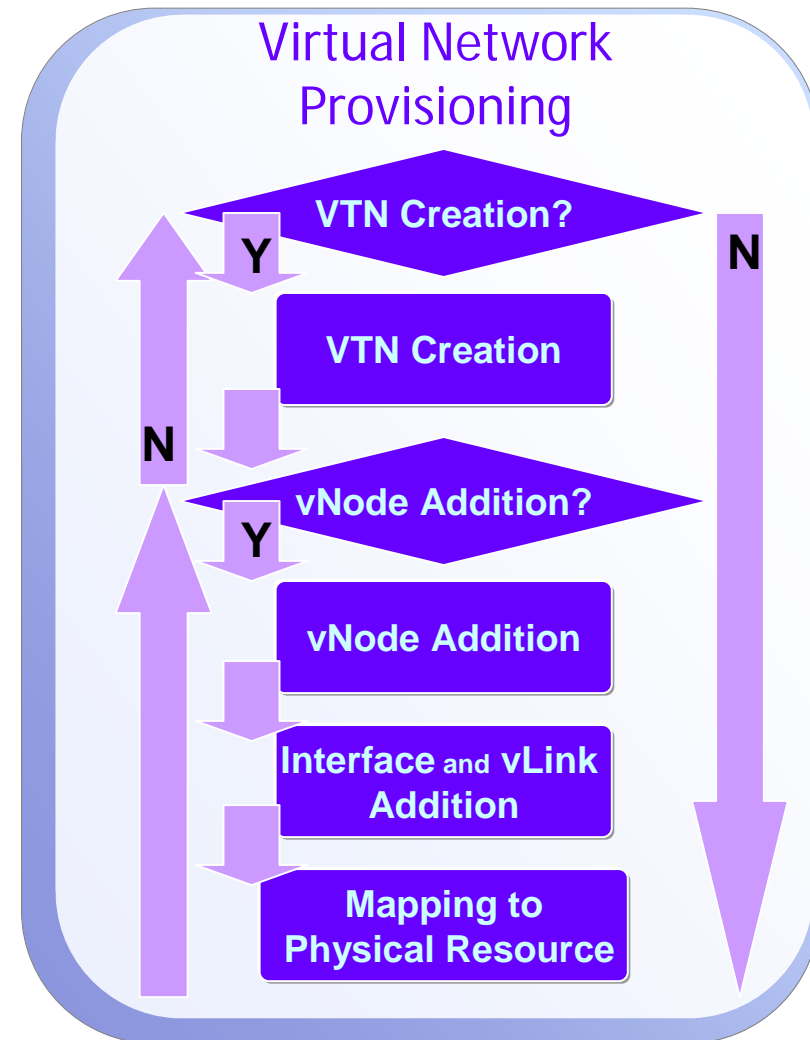 Virtual Network
Provisioning
VTN Creation?
Y
N
VTN Creation
N
vNode Addition?
Y
vNode Addition
Interface and vLink
Addition
Mapping to
Physical Resource